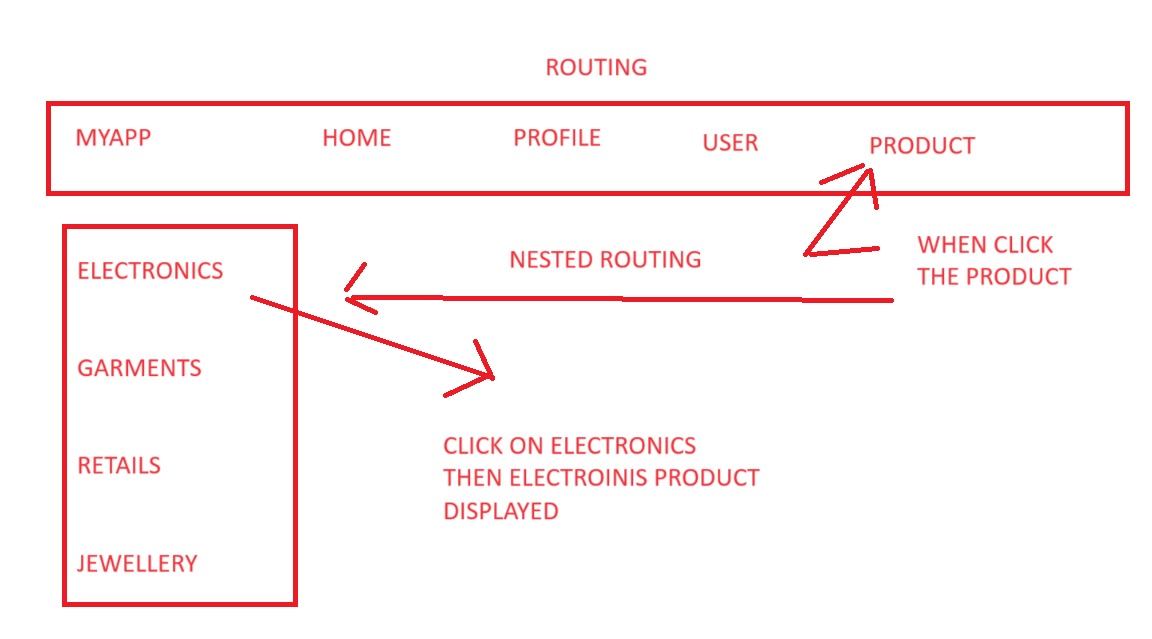 ROUTING
MYAPP HOME PROFILE USER PRODUCT
WHEN CLICK
THE PRODUCT
NESTED ROUTING
ELECTRONICS
GARMENTS
RETAILS
JEWELLERY
CLICK ON ELECTRONICS
THEN ELECTROINIS PRODUCT
DISPLAYED